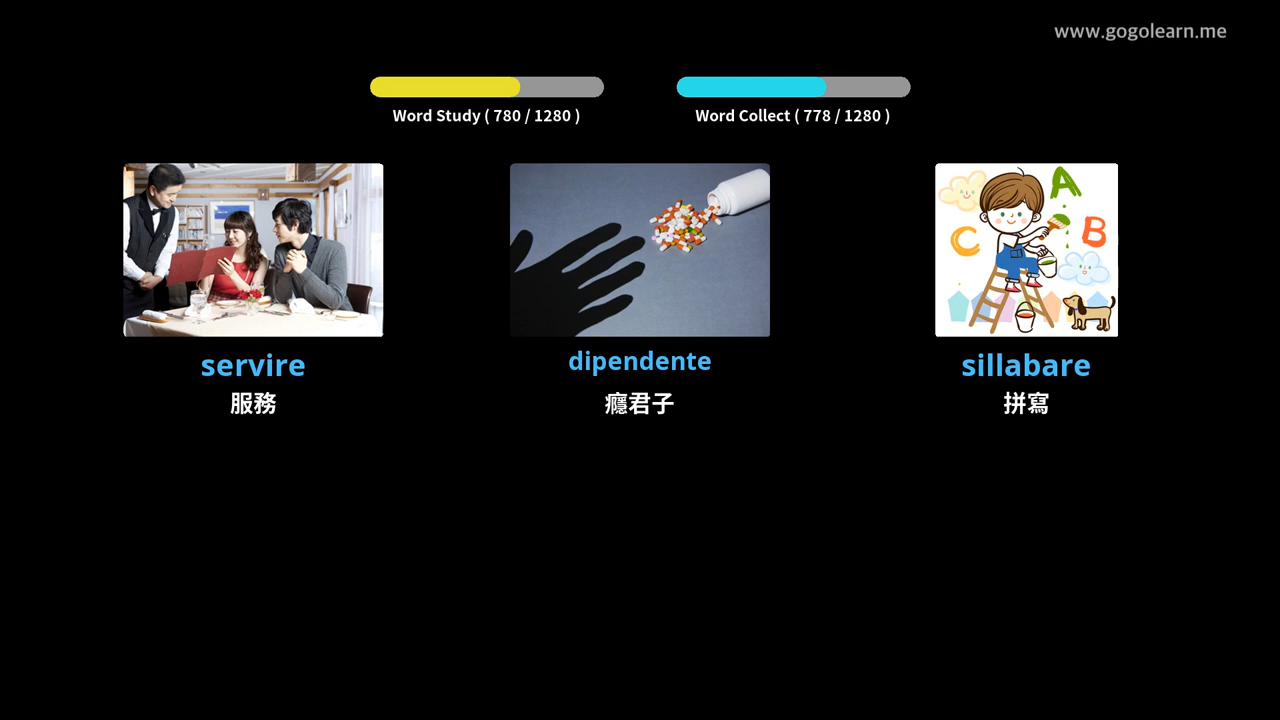 www.gogolearn.me
Word Study ( 780 / 1280 )
Word Collect ( 778 / 1280 )
servire
dipendente
sillabare
服務
癮君子
拼寫
A
B
C